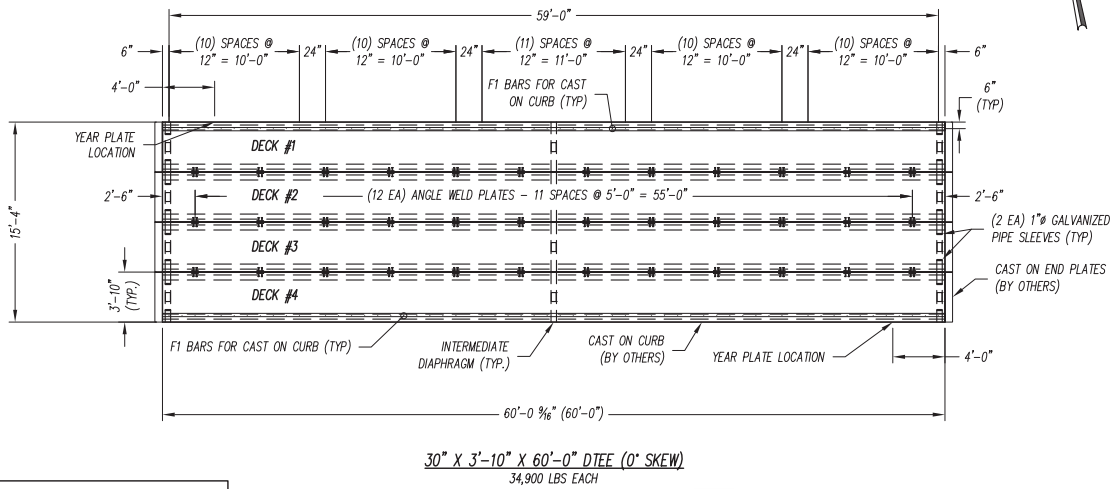 59'-0"
6"
(10) SPACES @
12" = 10'-0"
24"
(10) SPACES @
12" = 10'-0"
24"
(11) SPACES @
12" = 11'-0"
24"
(10) SPACES @
12" = 10'-0"
24"
(10) SPACES @
12" = 10'-0"
6"
4'-0"
F1 BARS FOR CAST
ON CURB (TYP)
6"
(TYP)
YEAR PLATE
LOCATION
DECK #1
2'-6"
DECK #2
(12 EA) ANGLE WELD PLATES - 11 SPACES @ 5'-0" = 55'-0"
2'-6"
15'-4"
(2 EA) 1"ø GALVANIZED
PIPE SLEEVES (TYP)
DECK #3
3'-10"
(TYP.)
CAST ON END PLATES
(BY OTHERS)
DECK #4
F1 BARS FOR CAST ON CURB (TYP)
INTERMEDIATE
DIAPHRAGM (TYP.)
CAST ON CURB
(BY OTHERS)
YEAR PLATE LOCATION
4'-0"
60'-0 9/16" (60'-0")
30" X 3'-10" X 60'-0" DTEE (0° SKEW)
34,900 LBS EACH